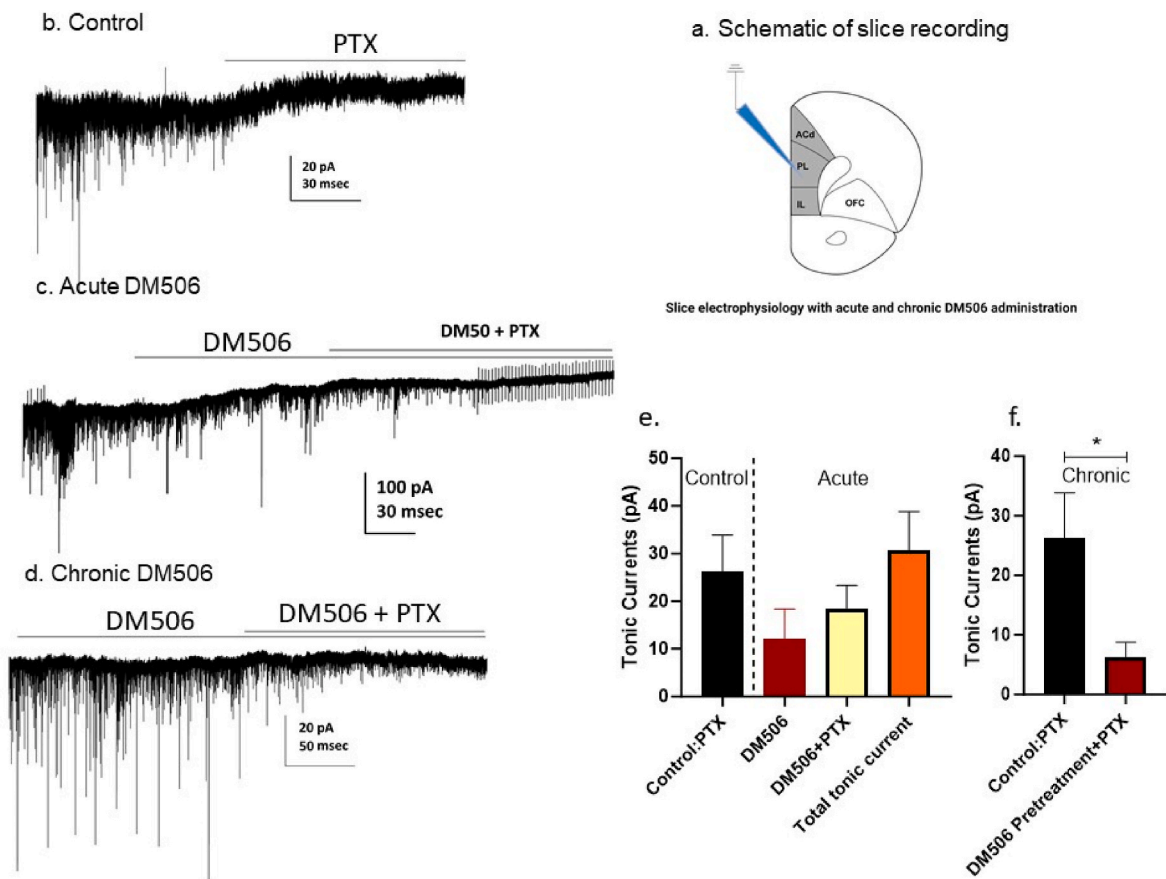 b. Control
PTX
20 pA
30 msec
a. Schematic of slice recording
ACd
PL
IL
OFC
Slice electrophysiology with acute and chronic DM506 administration
c. Acute DM506
DM506
DM50 + PTX
100 pA
30 msec
d. Chronic DM506
DM506
DM506 + PTX
20 pA
50 msec
e.
Tonic Currents (pA)
50
40
30
20
10
0
Control
Acute
Control:PTX
DM506
DM506+PTX
Total tonic current
f.
Tonic Currents (pA)
40
30
20
10
0
*
Chronic
Control:PTX
DM506 Pretreatment+PTX